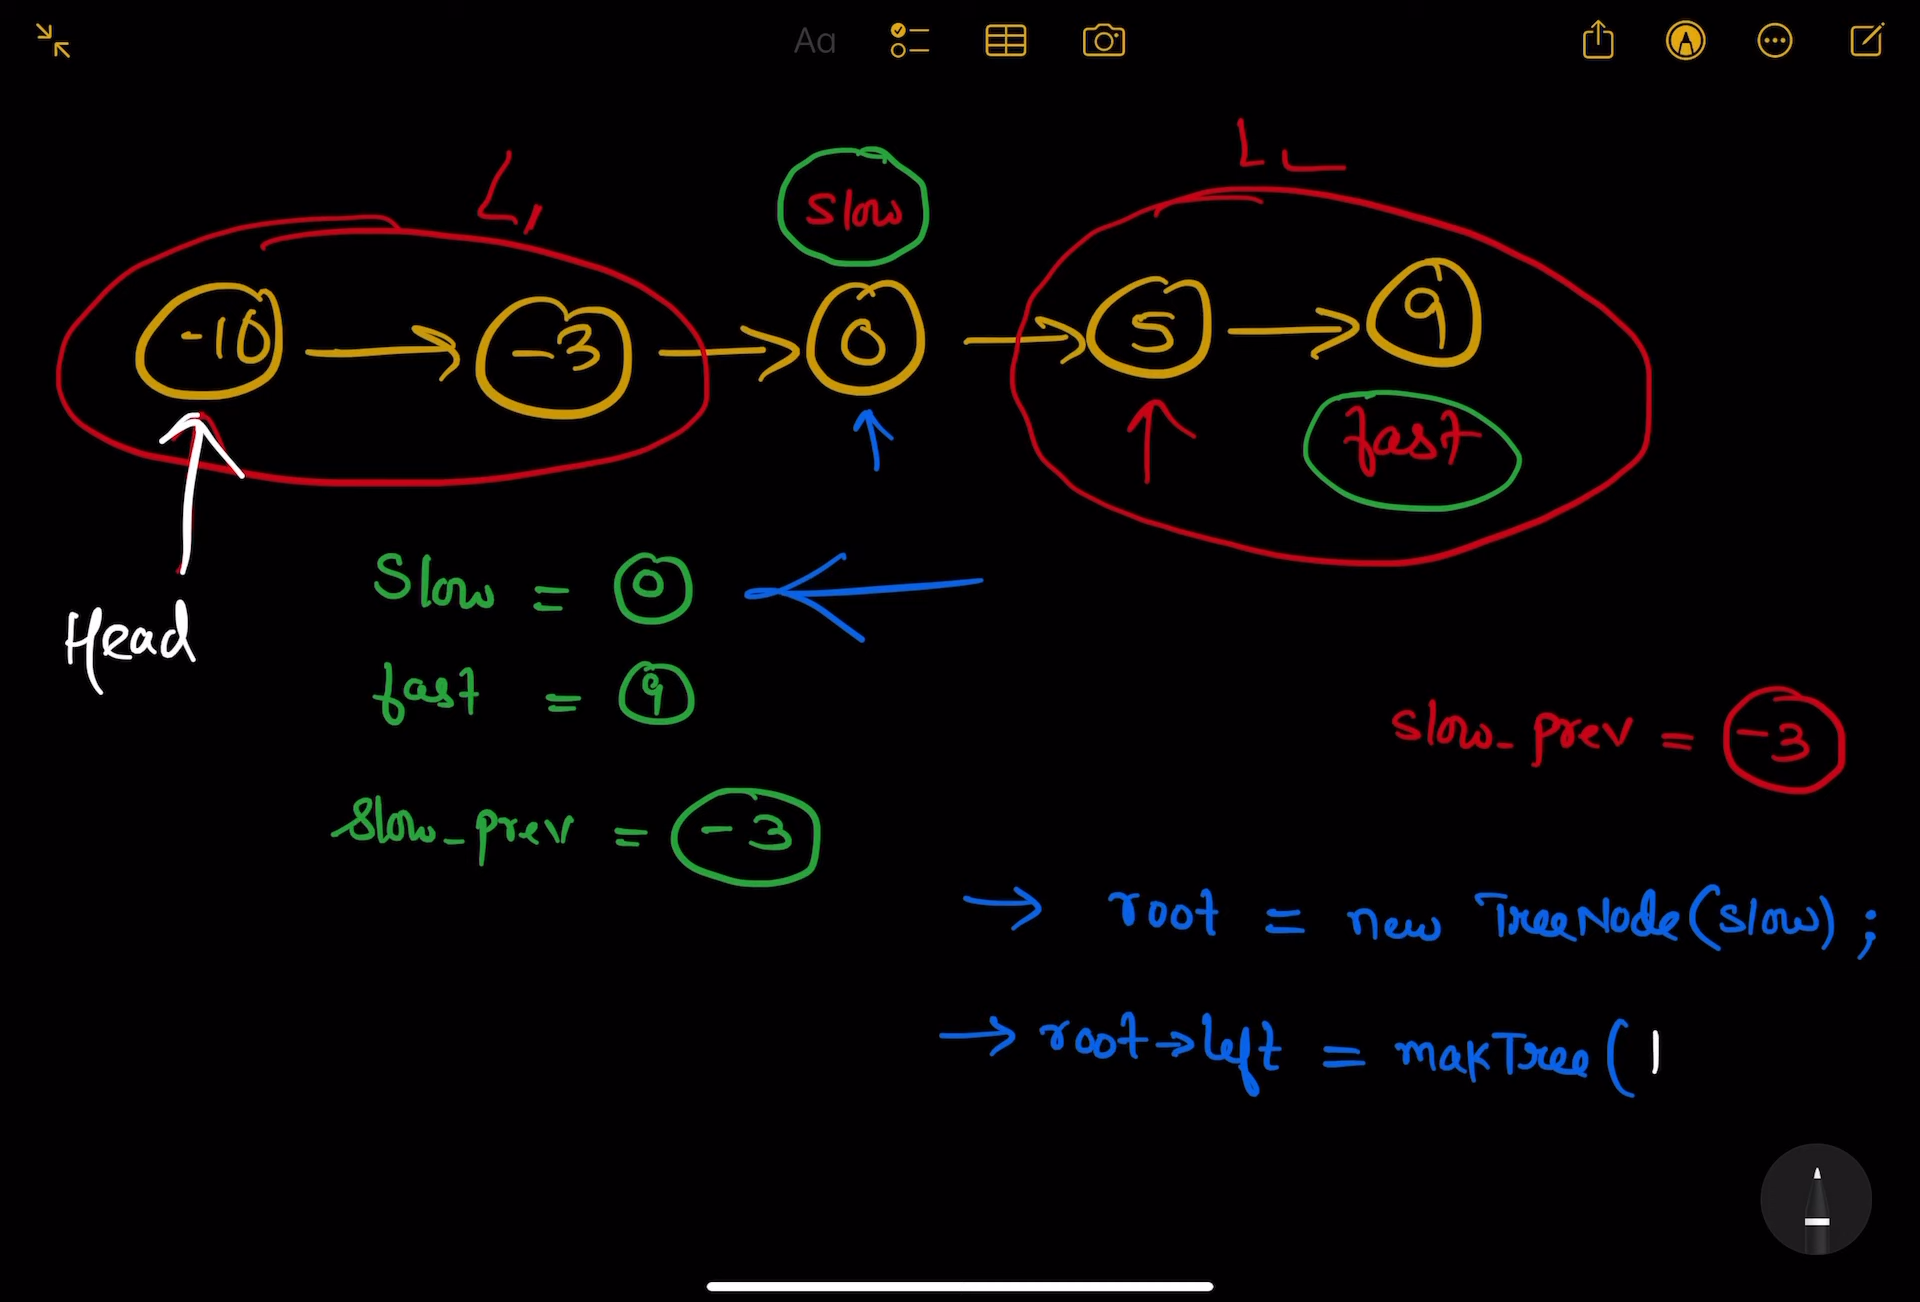 Aa
L1 L2
slow
-10 → -3 → 0 → 5 → 9
fast
Head
Slow = 0
fast = 9
slow_prev = -3
slow_prev = -3
→ root = new TreeNode(slow);
→ root→left = makTree(